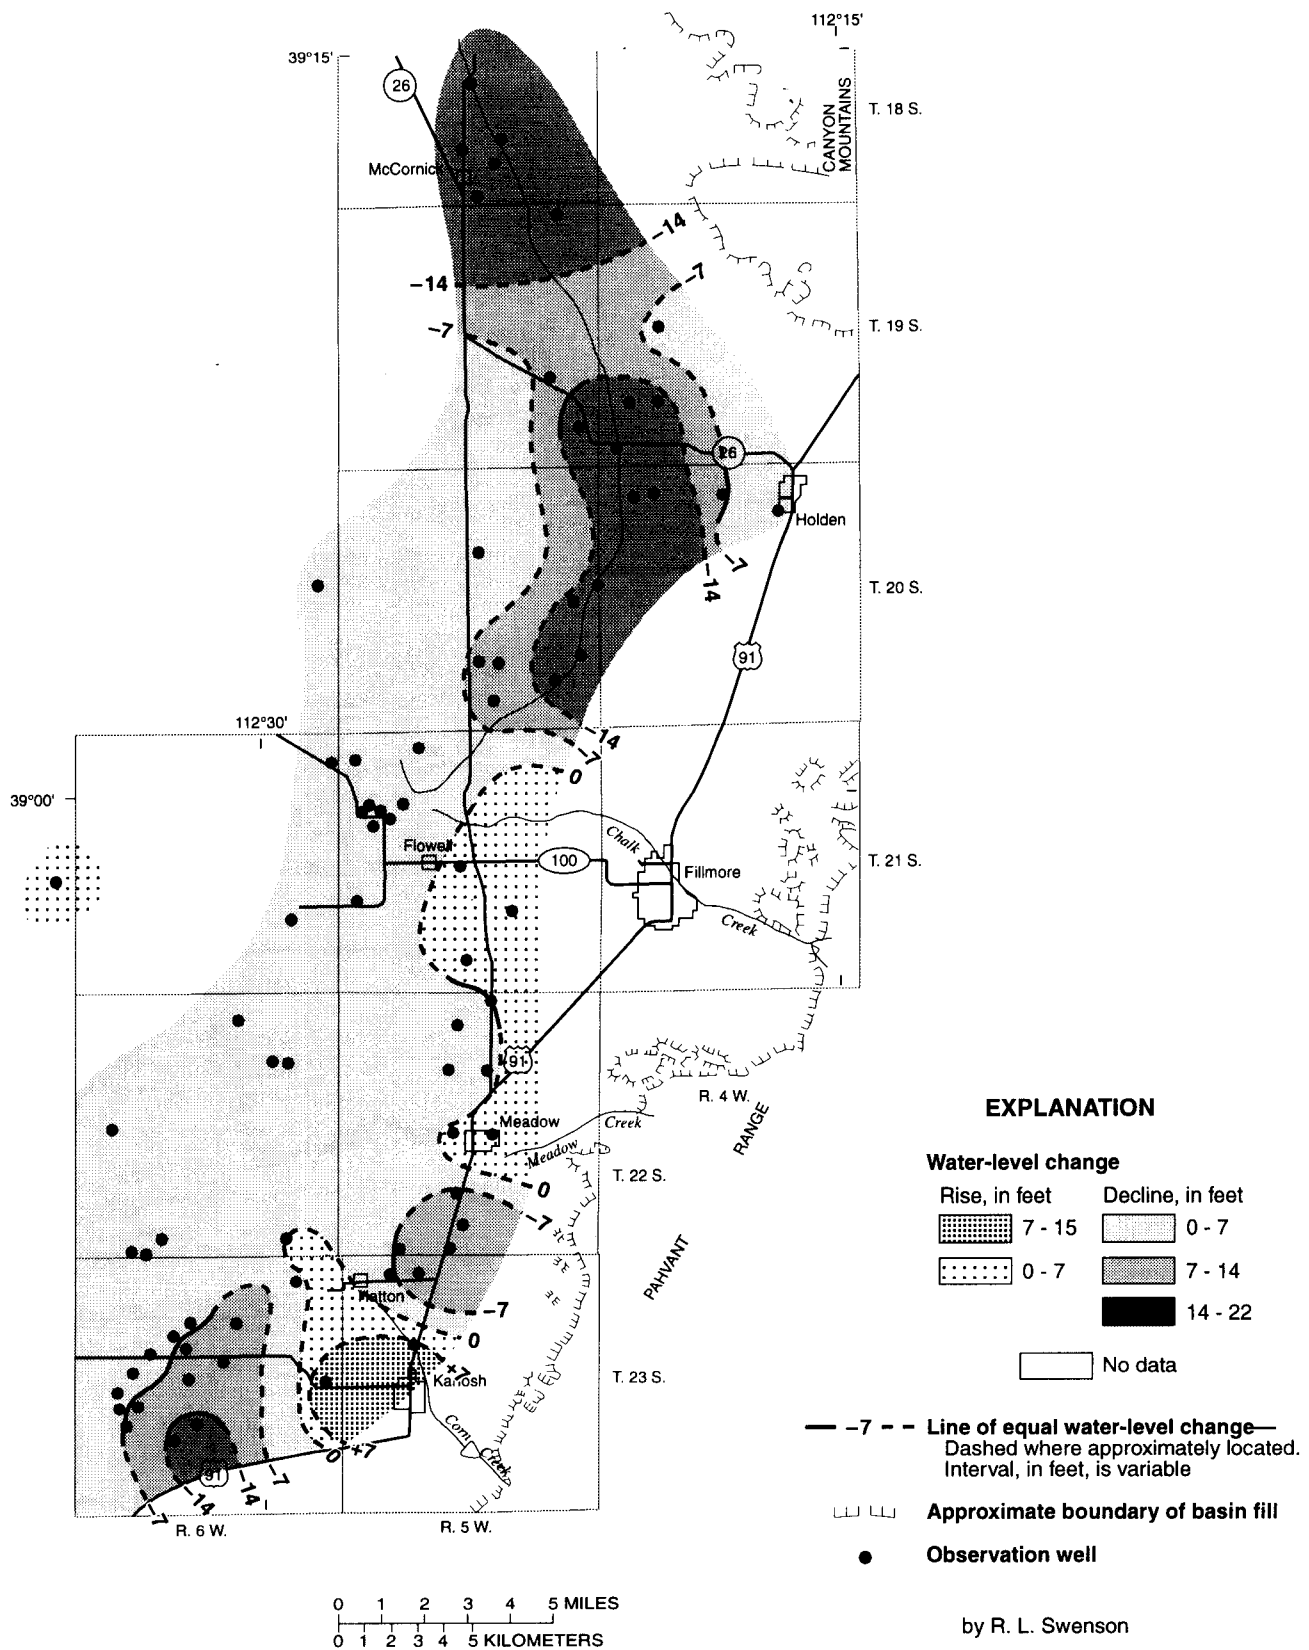 112°15'
39°15'
26
CANYON
MOUNTAINS
T. 18 S.
McCornick
–14
–14
–7
–7
T. 19 S.
26
Holden
–7
–14
T. 20 S.
91
112°30'
–14
–7
0
39°00'
Chalk
Flowell
100
Fillmore
T. 21 S.
Creek
91
R. 4 W.
RANGE
Meadow
Creek
Meadow
0
T. 22 S.
–7
PAHVANT
Hatton
–7
0
+7
Kanosh
T. 23 S.
Corn
Creek
0
+7
91
–7
–14
–14
–7
R. 6 W.
R. 5 W.
EXPLANATION
Water-level change
Rise, in feet
Decline, in feet
7 - 15
0 - 7
0 - 7
7 - 14
14 - 22
No data
–7
Line of equal water-level change—
Dashed where approximately located.
Interval, in feet, is variable
Approximate boundary of basin fill
Observation well
0 1 2 3 4 5 MILES
0 1 2 3 4 5 KILOMETERS
by R. L. Swenson